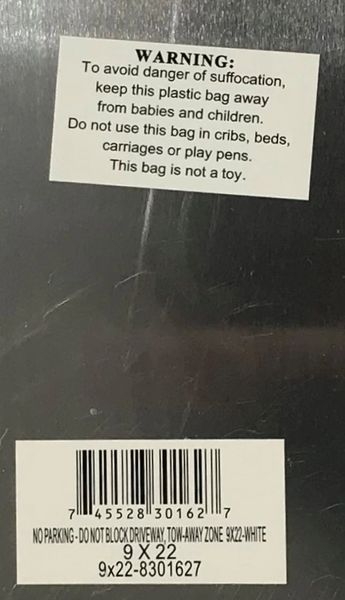 WARNING:
To avoid danger of suffocation,
keep this plastic bag away
from babies and children.
Do not use this bag in cribs, beds,
carriages or play pens.
This bag is not a toy.
7 45528 30162 7
NO PARKING - DO NOT BLOCK DRIVEWAY, TOW-AWAY ZONE 9X22-WHITE
9 X 22
9x22-8301627